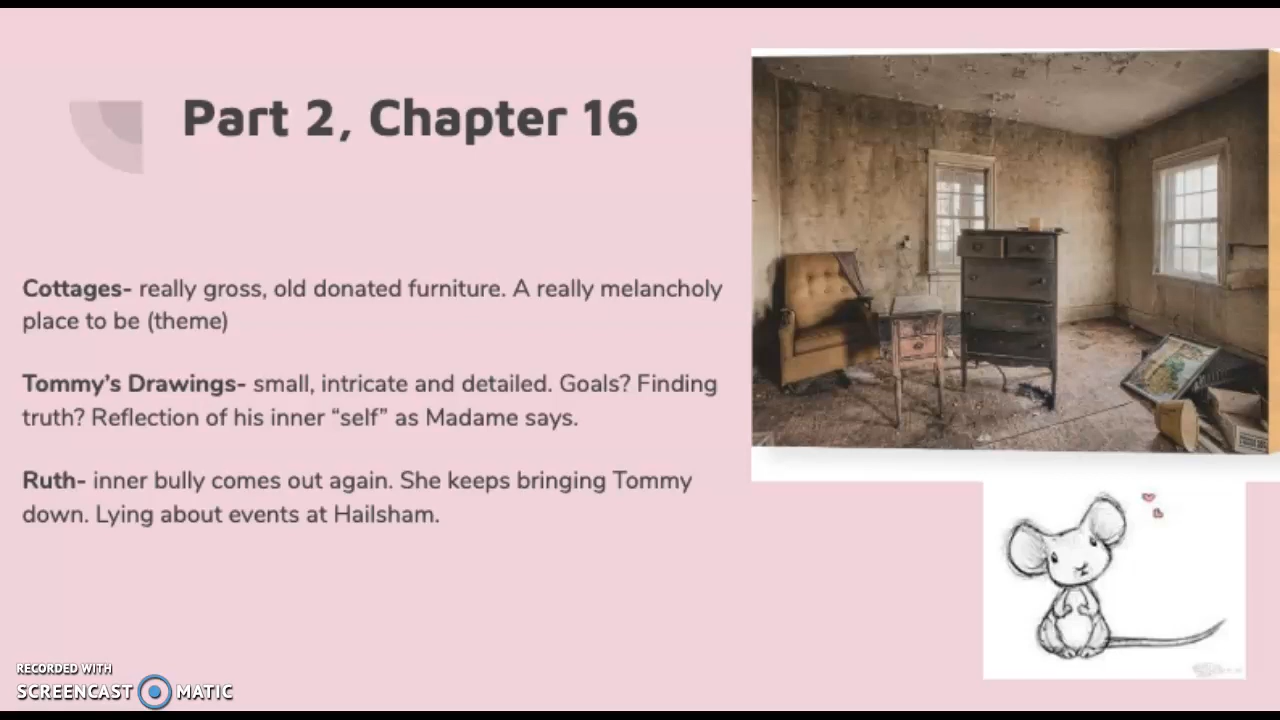 Part 2, Chapter 16
Cottages- really gross, old donated furniture. A really melancholy
place to be (theme)
Tommy’s Drawings- small, intricate and detailed. Goals? Finding
truth? Reflection of his inner “self” as Madame says.
Ruth- inner bully comes out again. She keeps bringing Tommy
down. Lying about events at Hailsham.
RECORDED WITH
SCREENCAST MATIC